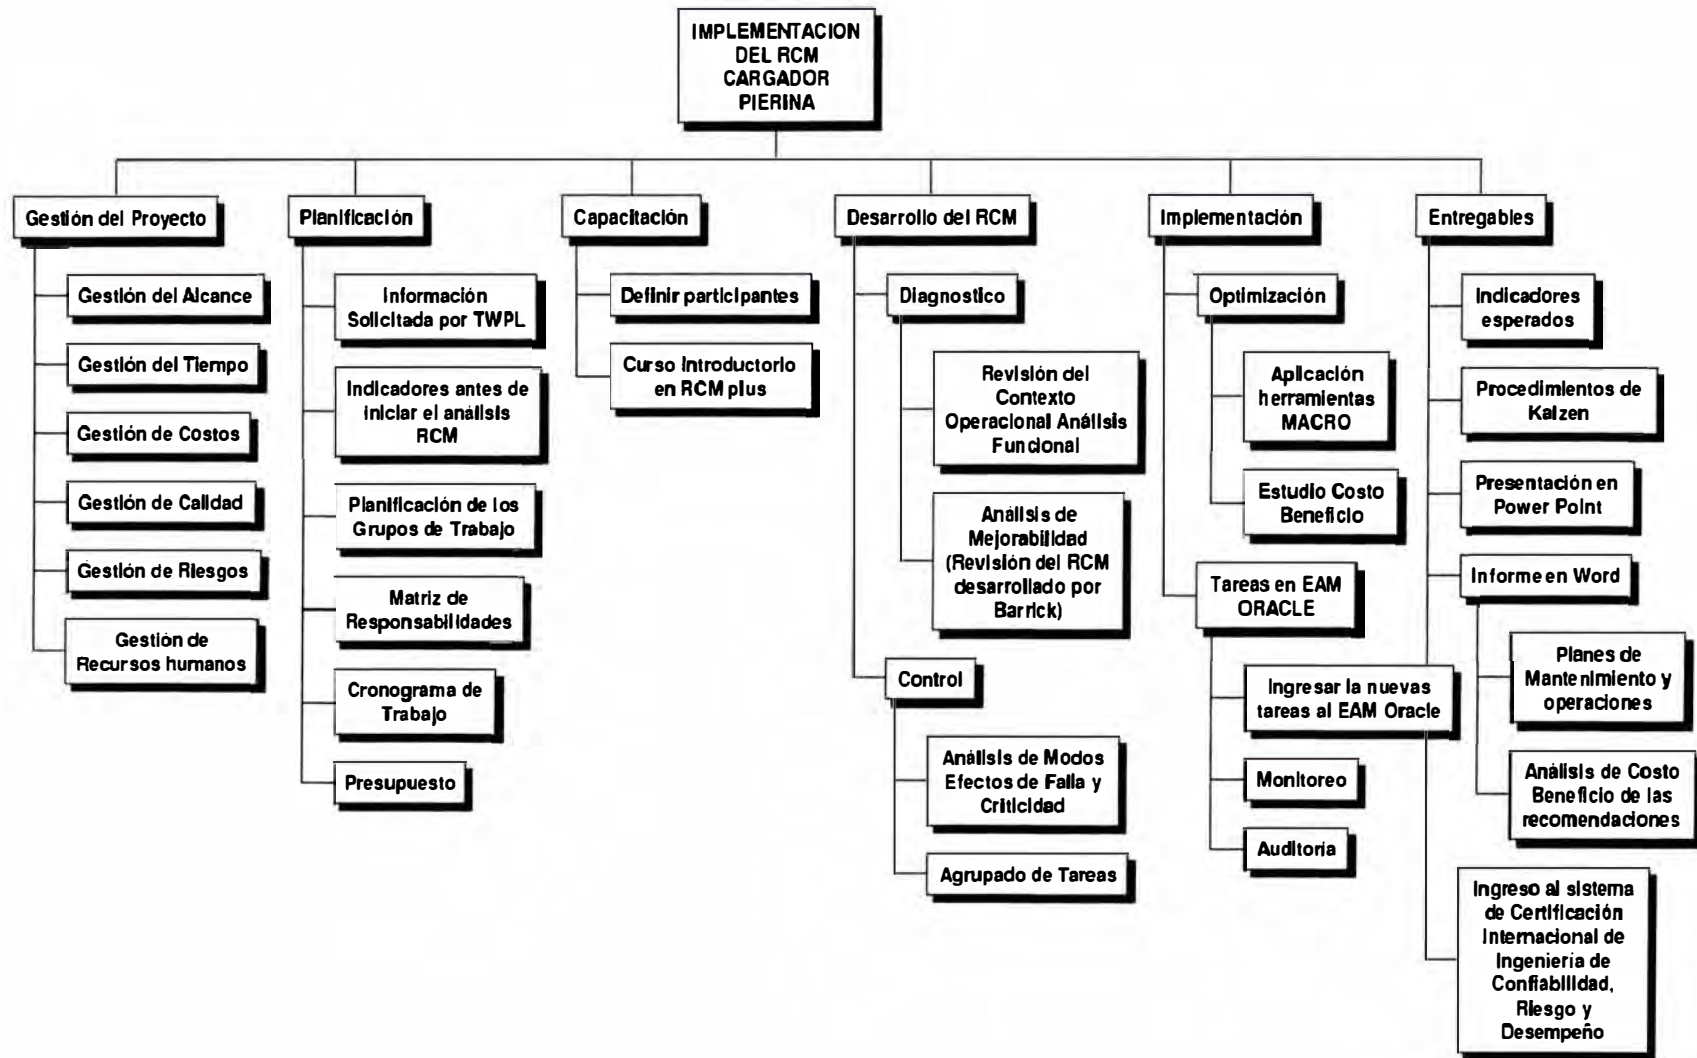 IMPLEMENTACION
DEL RCM
CARGADOR
PIERINA
Gestión del Proyecto
Gestión del Alcance
Gestión del Tiempo
Gestión de Costos
Gestión de Calidad
Gestión de Riesgos
Gestión de
Recursos humanos
Planificación
Información
Solicitada por TWPL
Indicadores antes de
iniciar el análisis
RCM
Planificación de los
Grupos de Trabajo
Matriz de
Responsabilidades
Cronograma de
Trabajo
Presupuesto
Capacitación
Definir participantes
Curso Introductorio
en RCM plus
Desarrollo del RCM
Diagnostico
Revisión del
Contexto
Operacional Análisis
Funcional
Análisis de
Mejorabilidad
(Revisión del RCM
desarrollado por
Barrick)
Control
Análisis de Modos
Efectos de Falla y
Criticidad
Agrupado de Tareas
Implementación
Optimización
Aplicación
herramientas
MACRO
Estudio Costo
Beneficio
Tareas en EAM
ORACLE
Ingresar la nuevas
tareas al EAM Oracle
Monitoreo
Auditoría
Entregables
Indicadores
esperados
Procedimientos de
Kaizen
Presentación en
Power Point
Informe en Word
Planes de
Mantenimiento y
operaciones
Análisis de Costo
Beneficio de las
recomendaciones
Ingreso al sistema
de Certificación
Internacional de
Ingeniería de
Confiabilidad,
Riesgo y
Desempeño